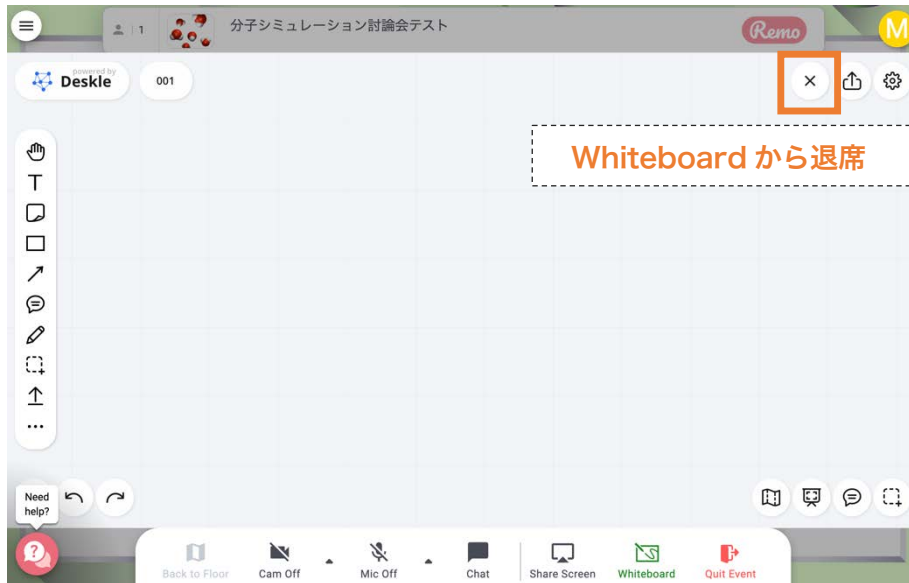 1
分子シミュレーション討論会テスト
Remo
M
powered by
Deskle
001
Whiteboard から退席
T
Need
help?
?
Back to Floor
Cam Off
Mic Off
Chat
Share Screen
Whiteboard
Quit Event